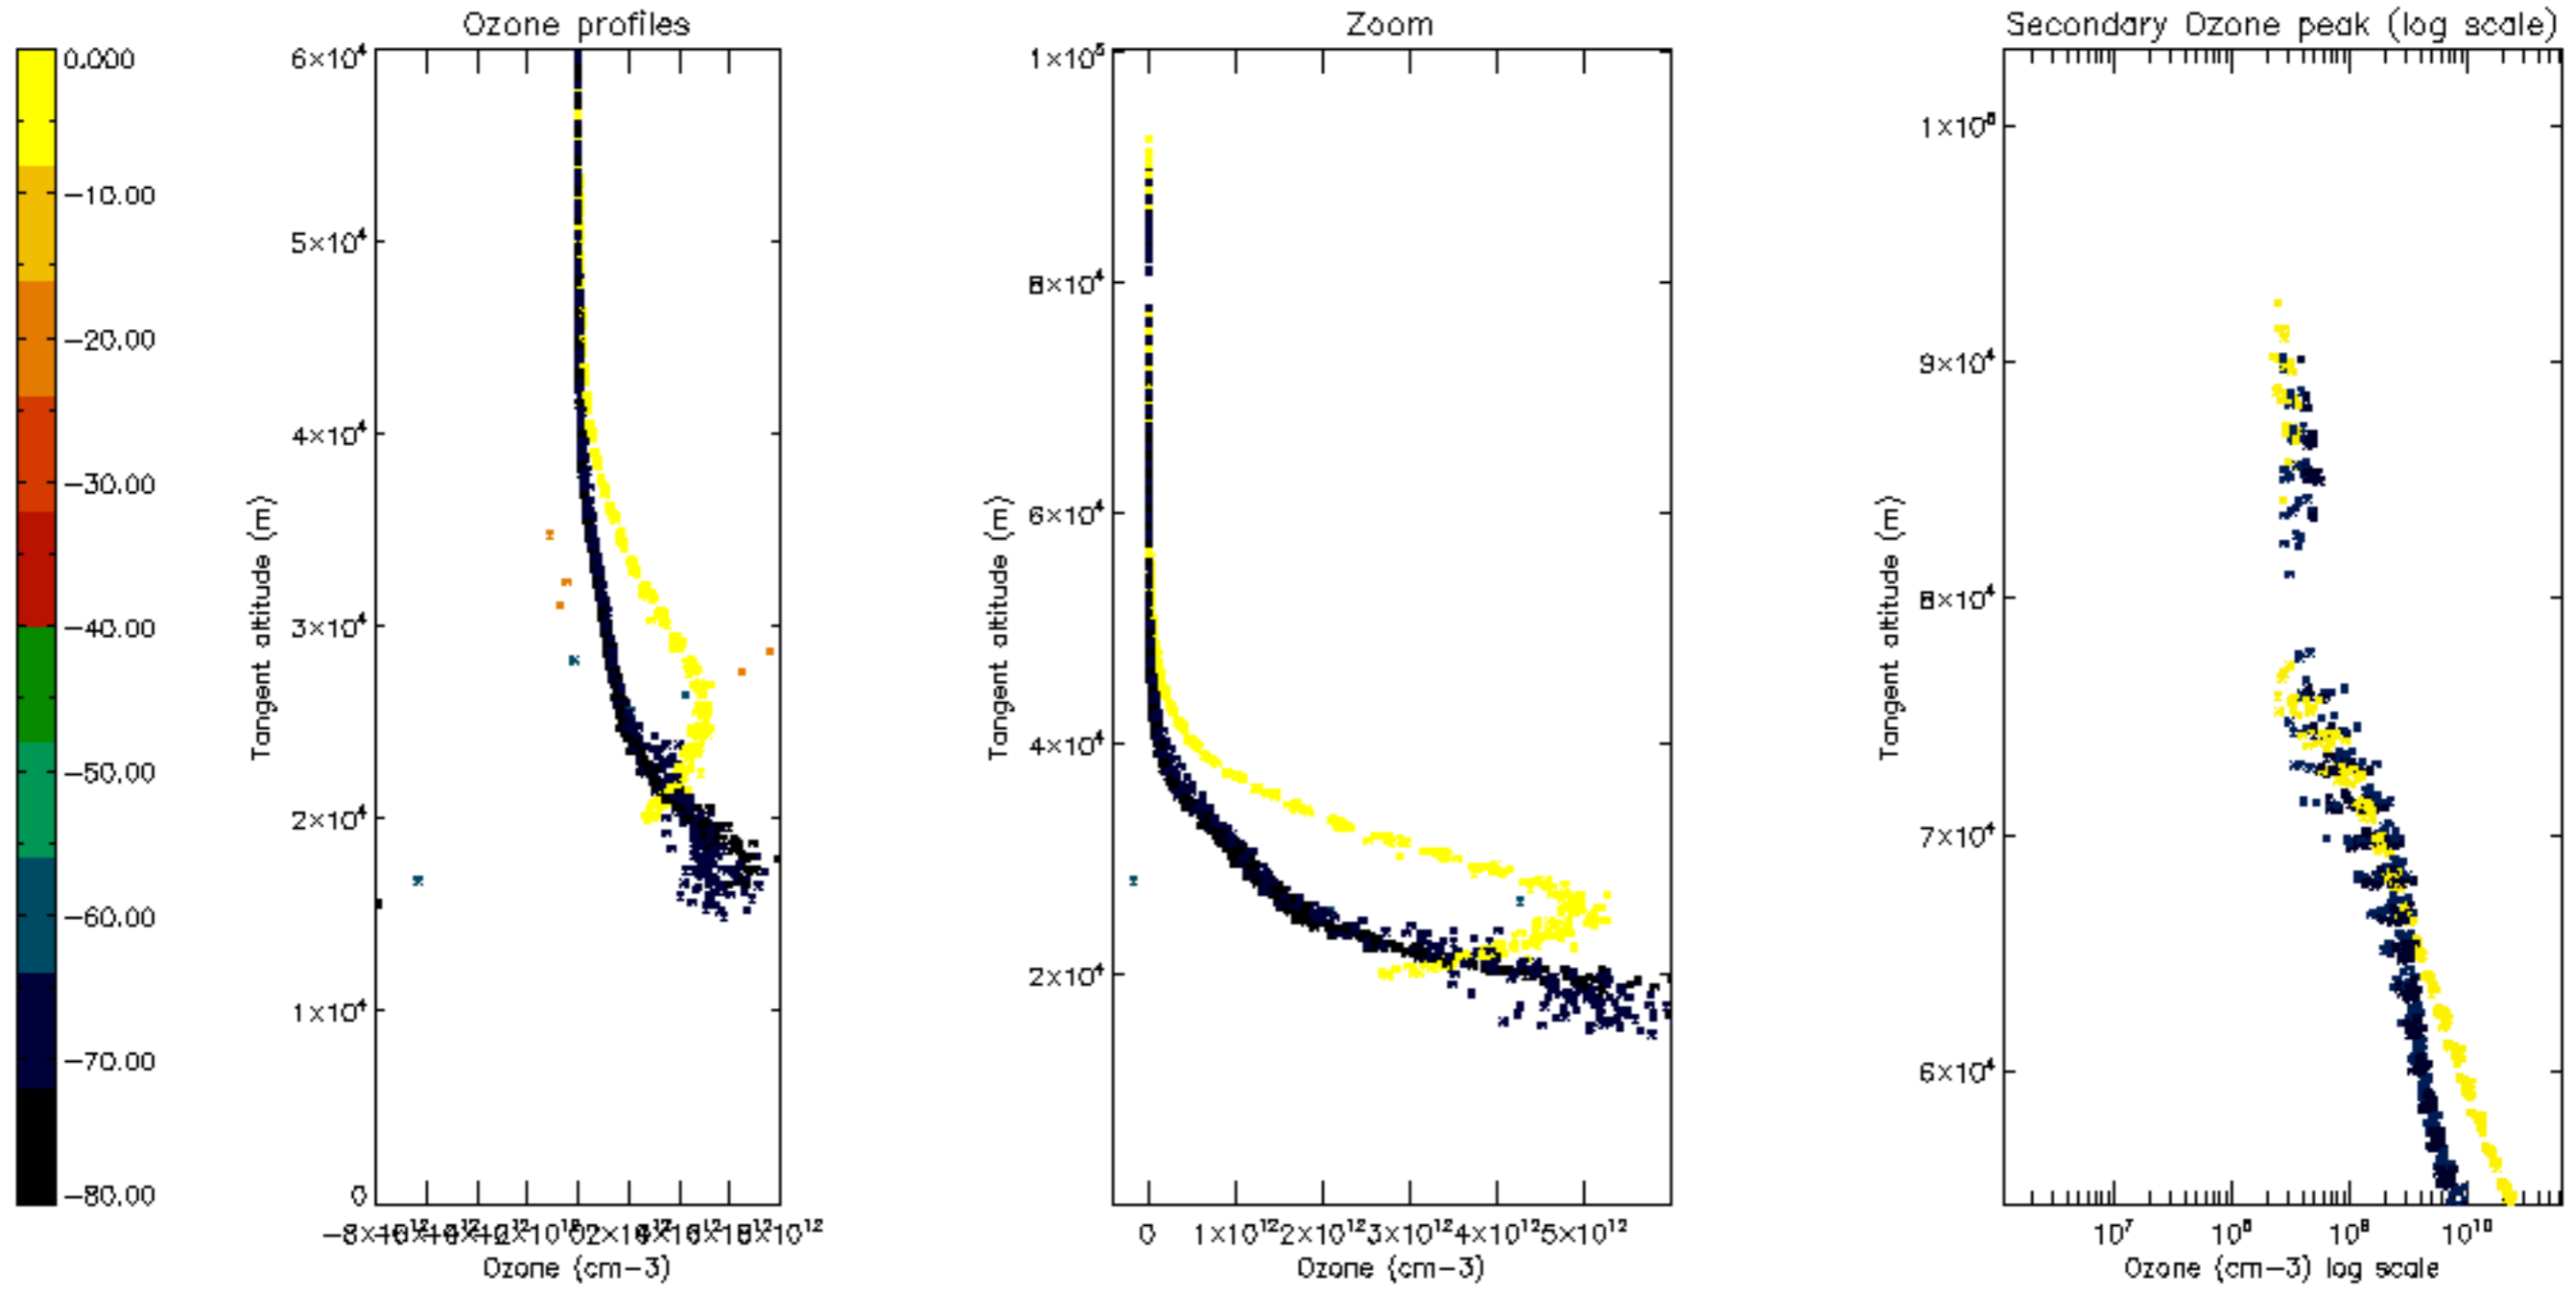 Ozone profiles
Zoom
Secondary Ozone peak (log scale)
0.000
-10.00
-20.00
-30.00
-40.00
-50.00
-60.00
-70.00
-80.00
6×10⁴
5×10⁴
4×10⁴
3×10⁴
2×10⁴
1×10⁴
0
Tangent altitude (m)
Ozone (cm-3)
1×10⁵
8×10⁴
6×10⁴
4×10⁴
2×10⁴
Tangent altitude (m)
0 1×10¹² 2×10¹² 3×10¹² 4×10¹² 5×10¹²
Ozone (cm-3)
1×10⁵
9×10⁴
8×10⁴
7×10⁴
6×10⁴
Tangent altitude (m)
10⁷ 10⁸ 10⁹ 10¹⁰
Ozone (cm-3) log scale